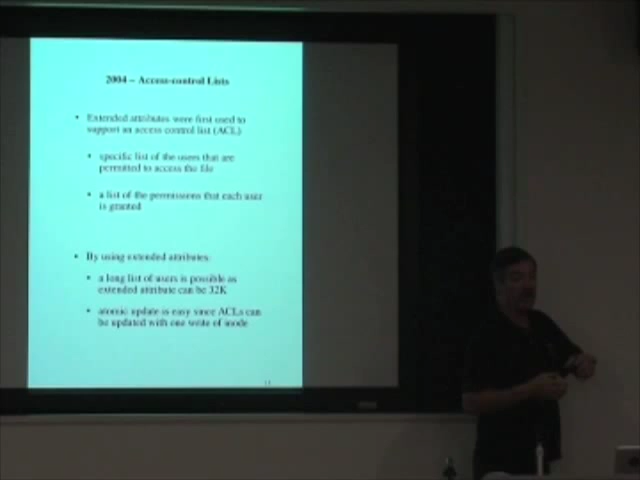 2004 – Access-control Lists
• Extended attributes were first used to
support an access control list (ACL)
• specific list of the users that are
permitted to access the file
• a list of the permissions that each user
is granted
• By using extended attributes:
• a long list of users is possible as
extended attribute can be 32K
• atomic update is easy since ACLs can
be updated with one write of inode